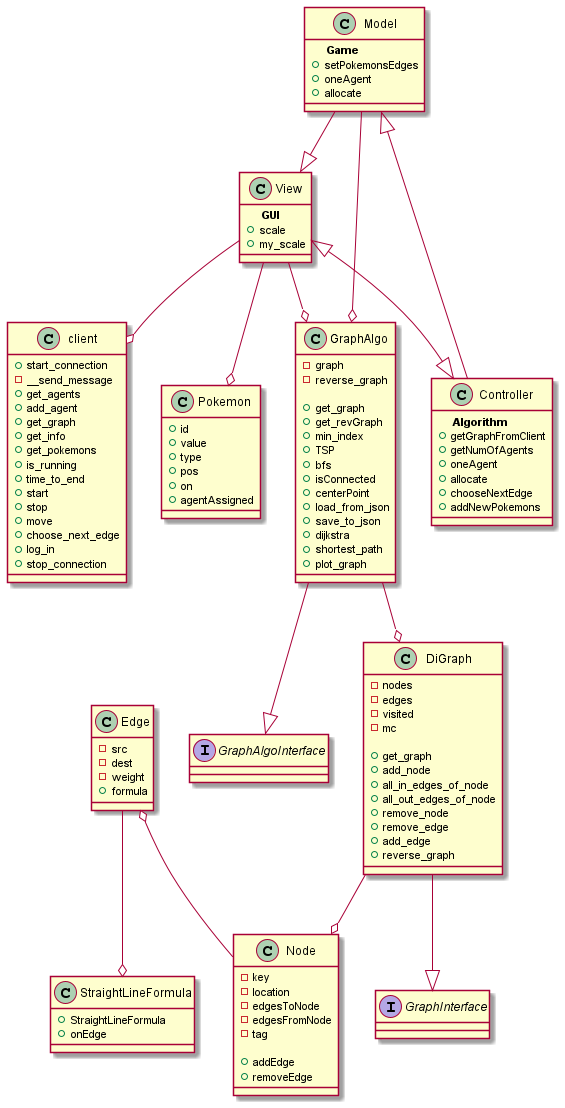 C Model
Game
setPokemonsEdges
oneAgent
allocate
C View
GUI
scale
my_scale
C client
start_connection
__send_message
get_agents
add_agent
get_graph
get_info
get_pokemons
is_running
time_to_end
start
stop
move
choose_next_edge
log_in
stop_connection
C Pokemon
id
value
type
pos
on
agentAssigned
C GraphAlgo
graph
reverse_graph
get_graph
get_revGraph
min_index
TSP
bfs
isConnected
centerPoint
load_from_json
save_to_json
dijkstra
shortest_path
plot_graph
C Controller
Algorithm
getGraphFromClient
getNumOfAgents
oneAgent
allocate
chooseNextEdge
addNewPokemons
C Edge
src
dest
weight
formula
I GraphAlgoInterface
C DiGraph
nodes
edges
visited
mc
get_graph
add_node
all_in_edges_of_node
all_out_edges_of_node
remove_node
remove_edge
add_edge
reverse_graph
C StraightLineFormula
StraightLineFormula
onEdge
C Node
key
location
edgesToNode
edgesFromNode
tag
addEdge
removeEdge
I GraphInterface